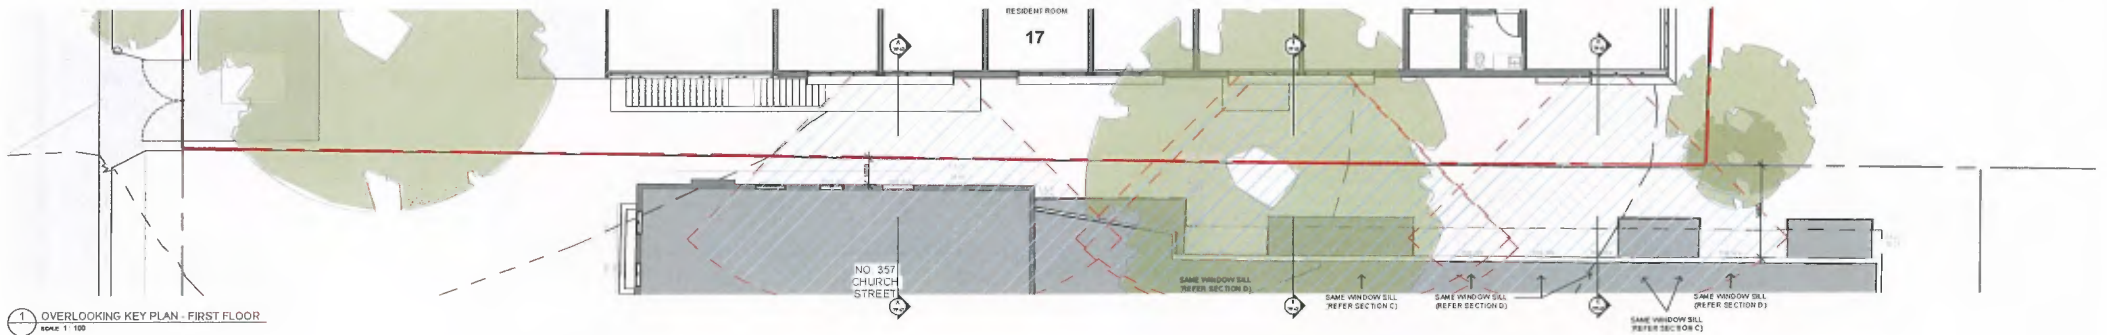 RESIDENT ROOM
17
NO 357
CHURCH
STREET
SAME WINDOW SILL
(REFER SECTION D)
SAME WINDOW SILL
(REFER SECTION C)
SAME WINDOW SILL
(REFER SECTION D)
SAME WINDOW SILL
(REFER SECTION D)
SAME WINDOW SILL
(REFER SECTION C)
1
OVERLOOKING KEY PLAN - FIRST FLOOR
SCALE 1 : 100